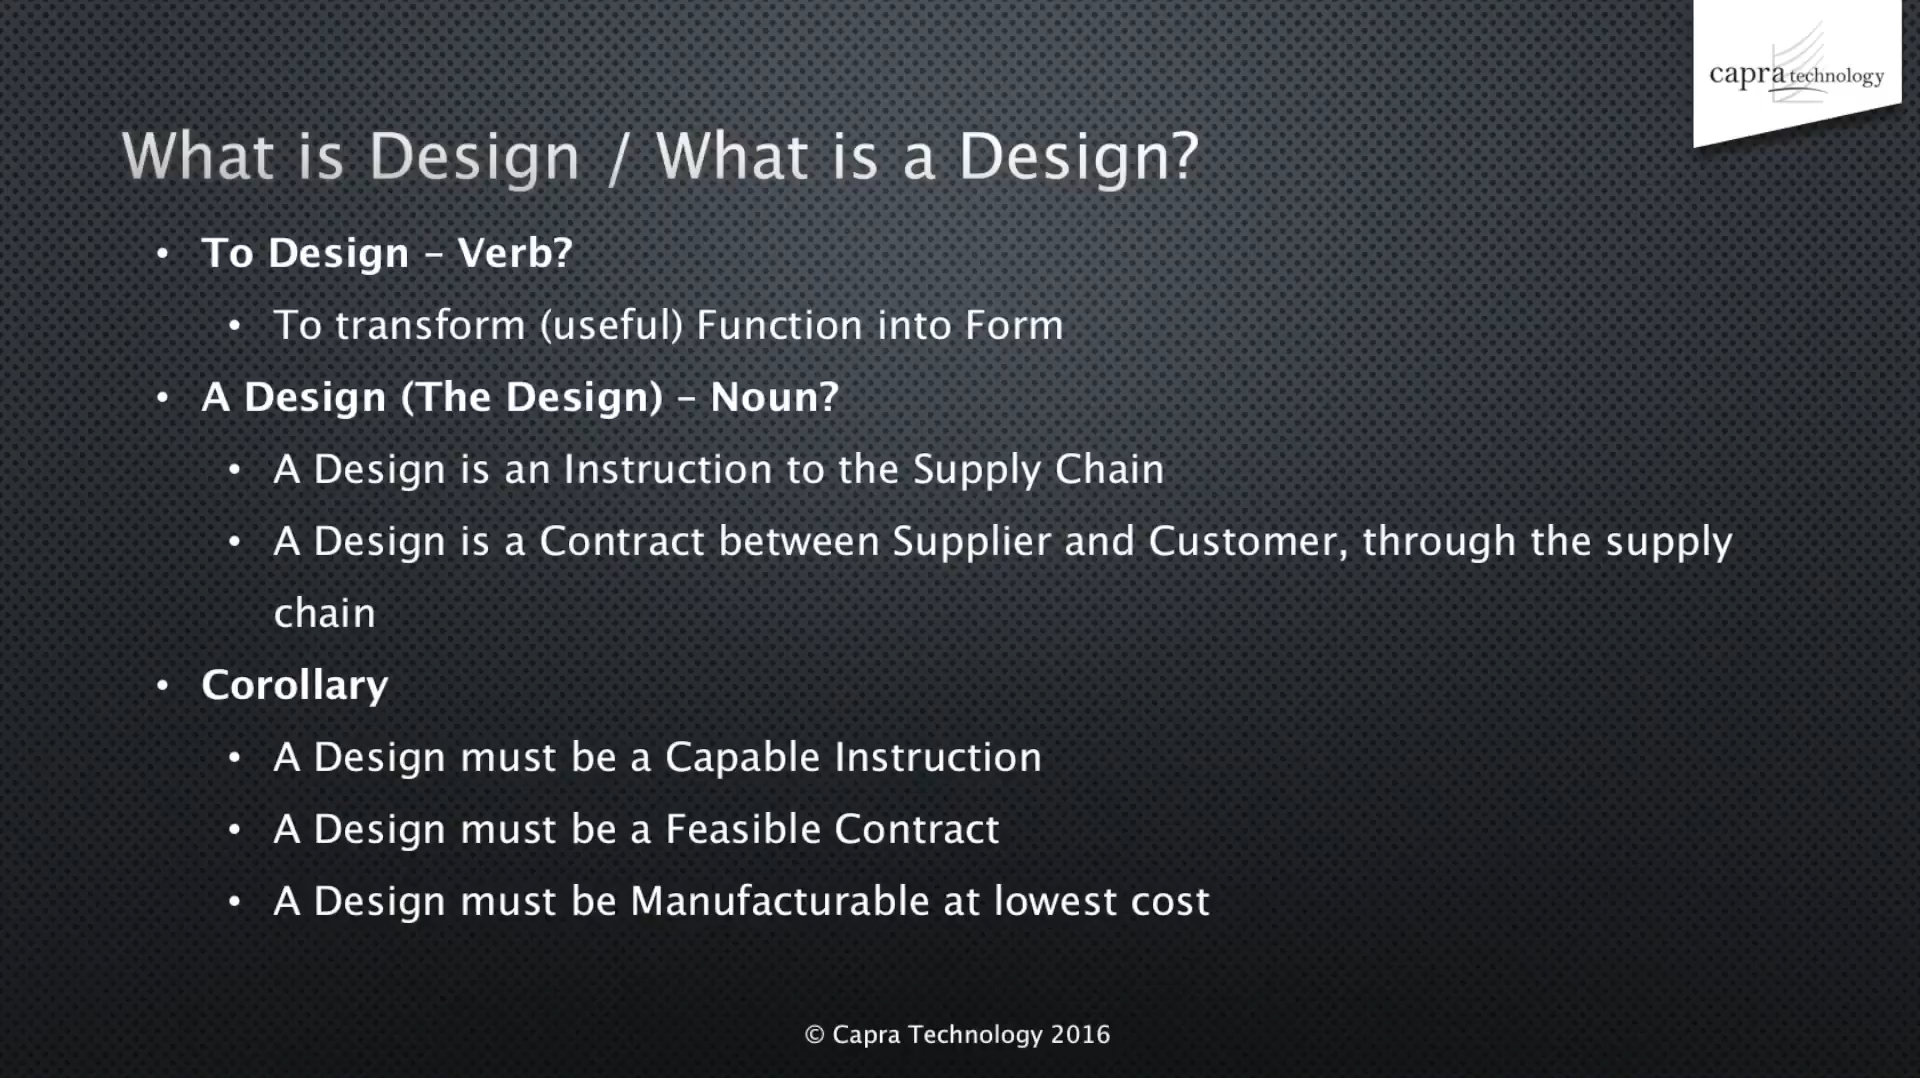 capra technology
What is Design / What is a Design?
• To Design – Verb?
• To transform (useful) Function into Form
• A Design (The Design) – Noun?
• A Design is an Instruction to the Supply Chain
• A Design is a Contract between Supplier and Customer, through the supply
chain
• Corollary
• A Design must be a Capable Instruction
• A Design must be a Feasible Contract
• A Design must be Manufacturable at lowest cost
© Capra Technology 2016